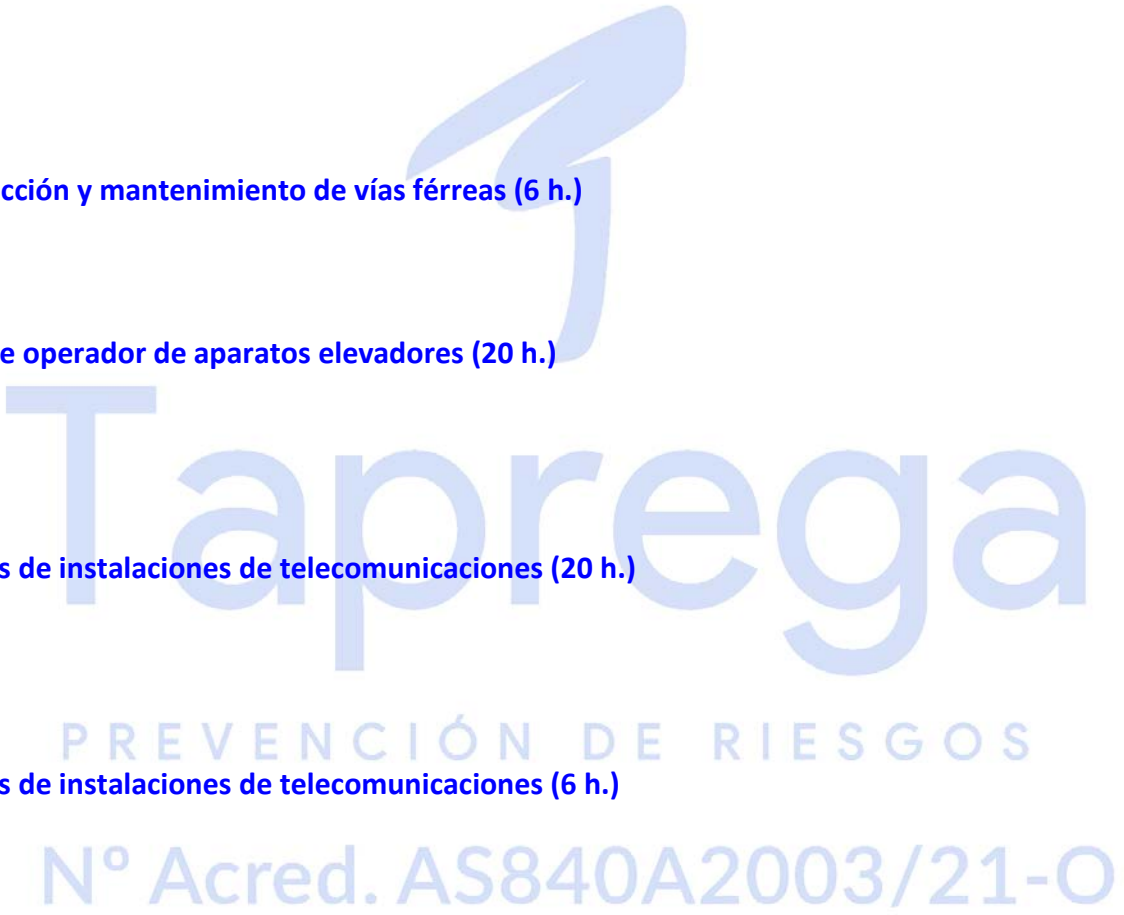 cción y mantenimiento de vías férreas (6 h.)
e operador de aparatos elevadores (20 h.)
Taprega
s de instalaciones de telecomunicaciones (20 h.)
PREVENCIÓN DE RIESGOS
s de instalaciones de telecomunicaciones (6 h.)
Nº Acred. AS840A2003/21-O